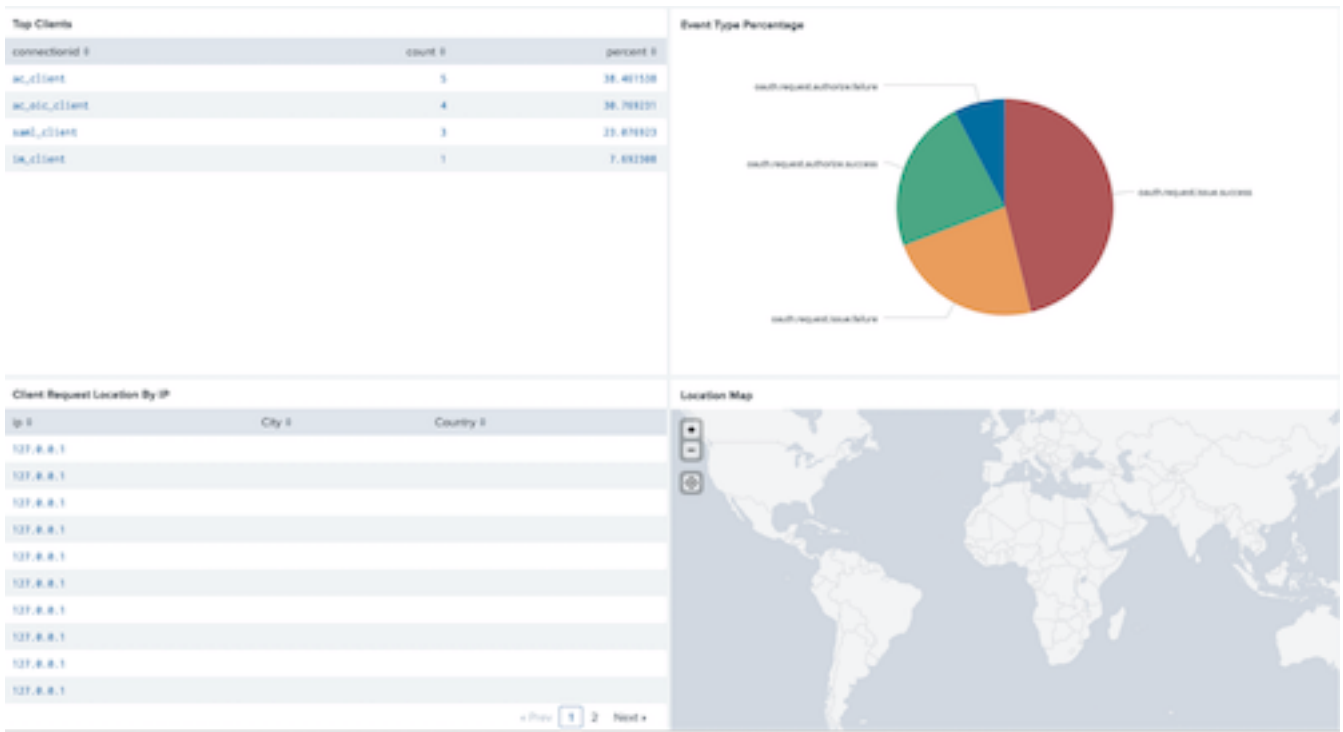 Top Clients
connectionid count percent
ac_client 5 38.461538
ac_oic_client 4 30.769231
saml_client 3 23.076923
im_client 1 7.692308
Event Type Percentage
oauth.request.authorize.failure
oauth.request.authorize.success
oauth.request.issue.success
oauth.request.issue.failure
Client Request Location By IP
ip City Country
127.0.0.1
127.0.0.1
127.0.0.1
127.0.0.1
127.0.0.1
127.0.0.1
127.0.0.1
127.0.0.1
127.0.0.1
127.0.0.1
« Prev 1 2 Next »
Location Map
+
−